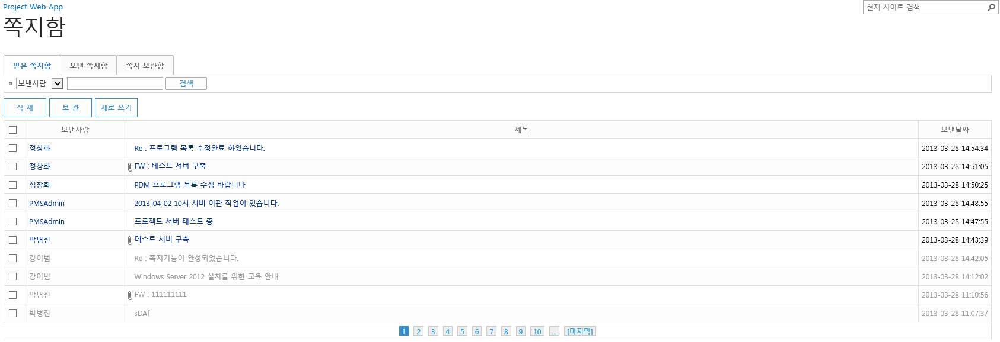 Project Web App
현재 사이트 검색
쪽지함
받은 쪽지함 보낸 쪽지함 쪽지 보관함
보낸사람 검색
삭 제 보 관 새로 쓰기
보낸사람 제목 보낸날짜
정창화 Re : 프로그램 목록 수정완료 하였습니다. 2013-03-28 14:54:34
정창화 FW : 테스트 서버 구축 2013-03-28 14:51:05
정창화 PDM 프로그램 목록 수정 바랍니다 2013-03-28 14:50:25
PMSAdmin 2013-04-02 10시 서버 이관 작업이 있습니다. 2013-03-28 14:48:55
PMSAdmin 프로젝트 서버 테스트 중 2013-03-28 14:47:55
박병진 테스트 서버 구축 2013-03-28 14:43:39
강이범 Re : 쪽지기능이 완성되었습니다. 2013-03-28 14:42:05
강이범 Windows Server 2012 설치를 위한 교육 안내 2013-03-28 14:12:02
박병진 FW : 111111111 2013-03-28 11:10:56
박병진 sDAf 2013-03-28 11:07:37
1 2 3 4 5 6 7 8 9 10 ... [마지막]